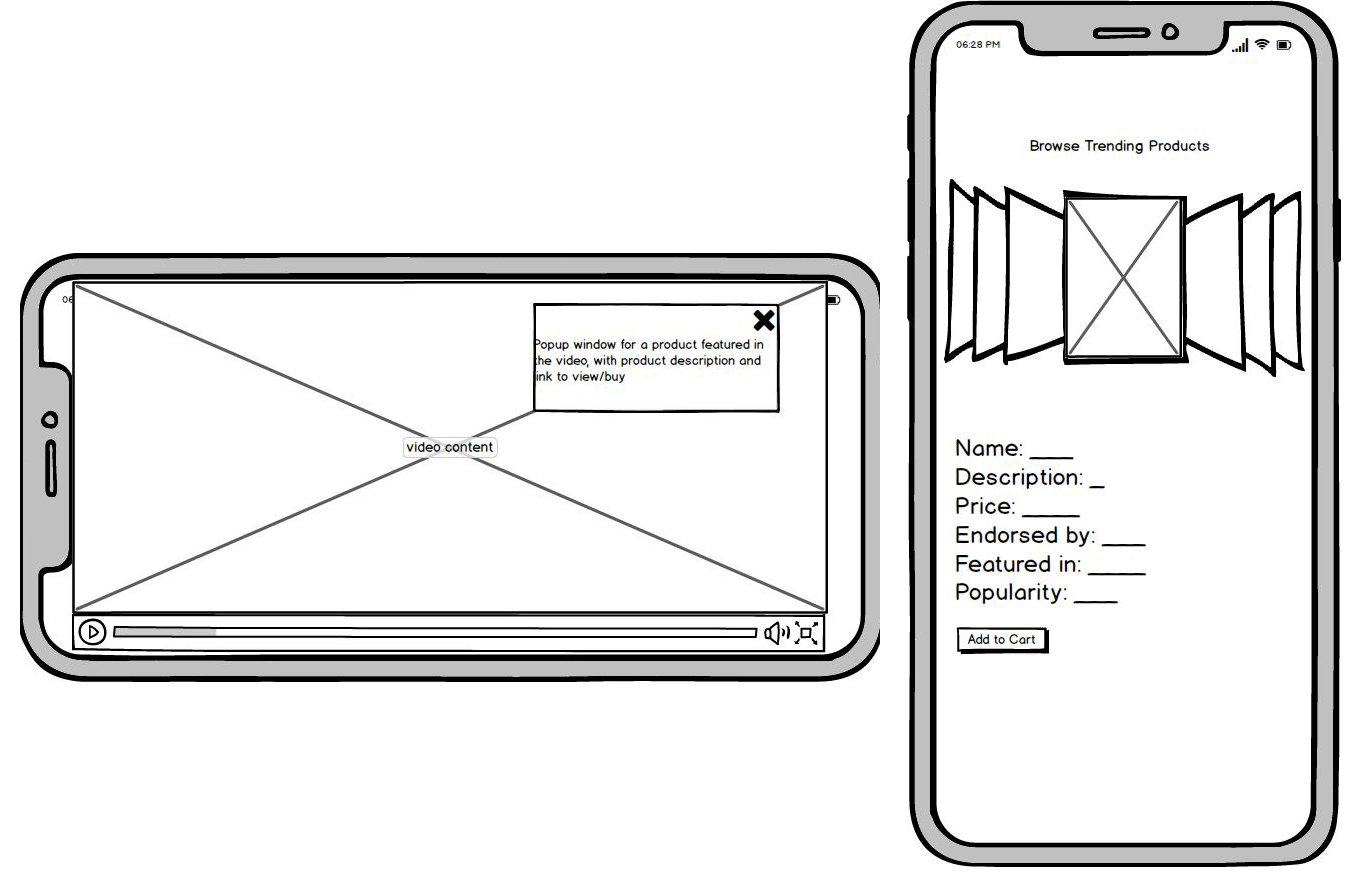 06
Popup window for a product featured in
the video, with product description and
link to view/buy
video content
06:28 PM
Browse Trending Products
Name: ____
Description: _
Price: ____
Endorsed by: ___
Featured in: ____
Popularity: ___
Add to Cart